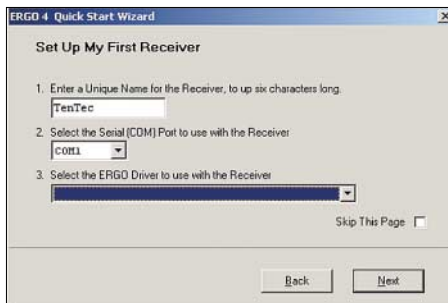 ERGO 4 Quick Start Wizard
Set Up My First Receiver
1. Enter a Unique Name for the Receiver, to up six characters long.
TenTec
2. Select the Serial (COM) Port to use with the Receiver
COM1
3. Select the ERGO Driver to use with the Receiver
Skip This Page
Back Next